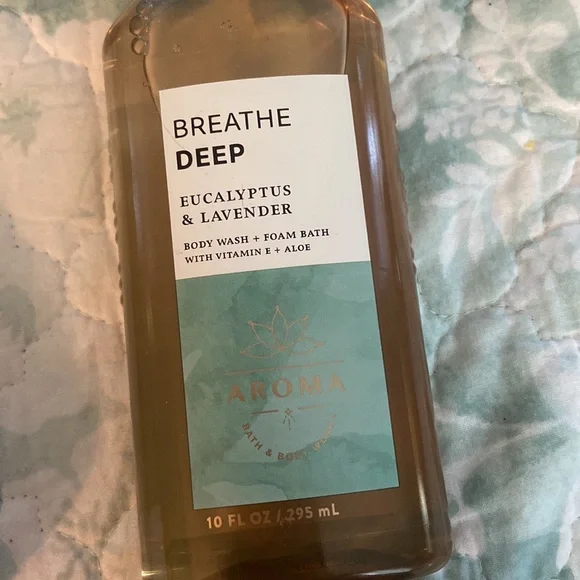 BREATHE
DEEP
EUCALYPTUS
& LAVENDER
BODY WASH + FOAM BATH
WITH VITAMIN E + ALOE
AROMA
BATH & BODY WORKS
10 FL OZ / 295 mL